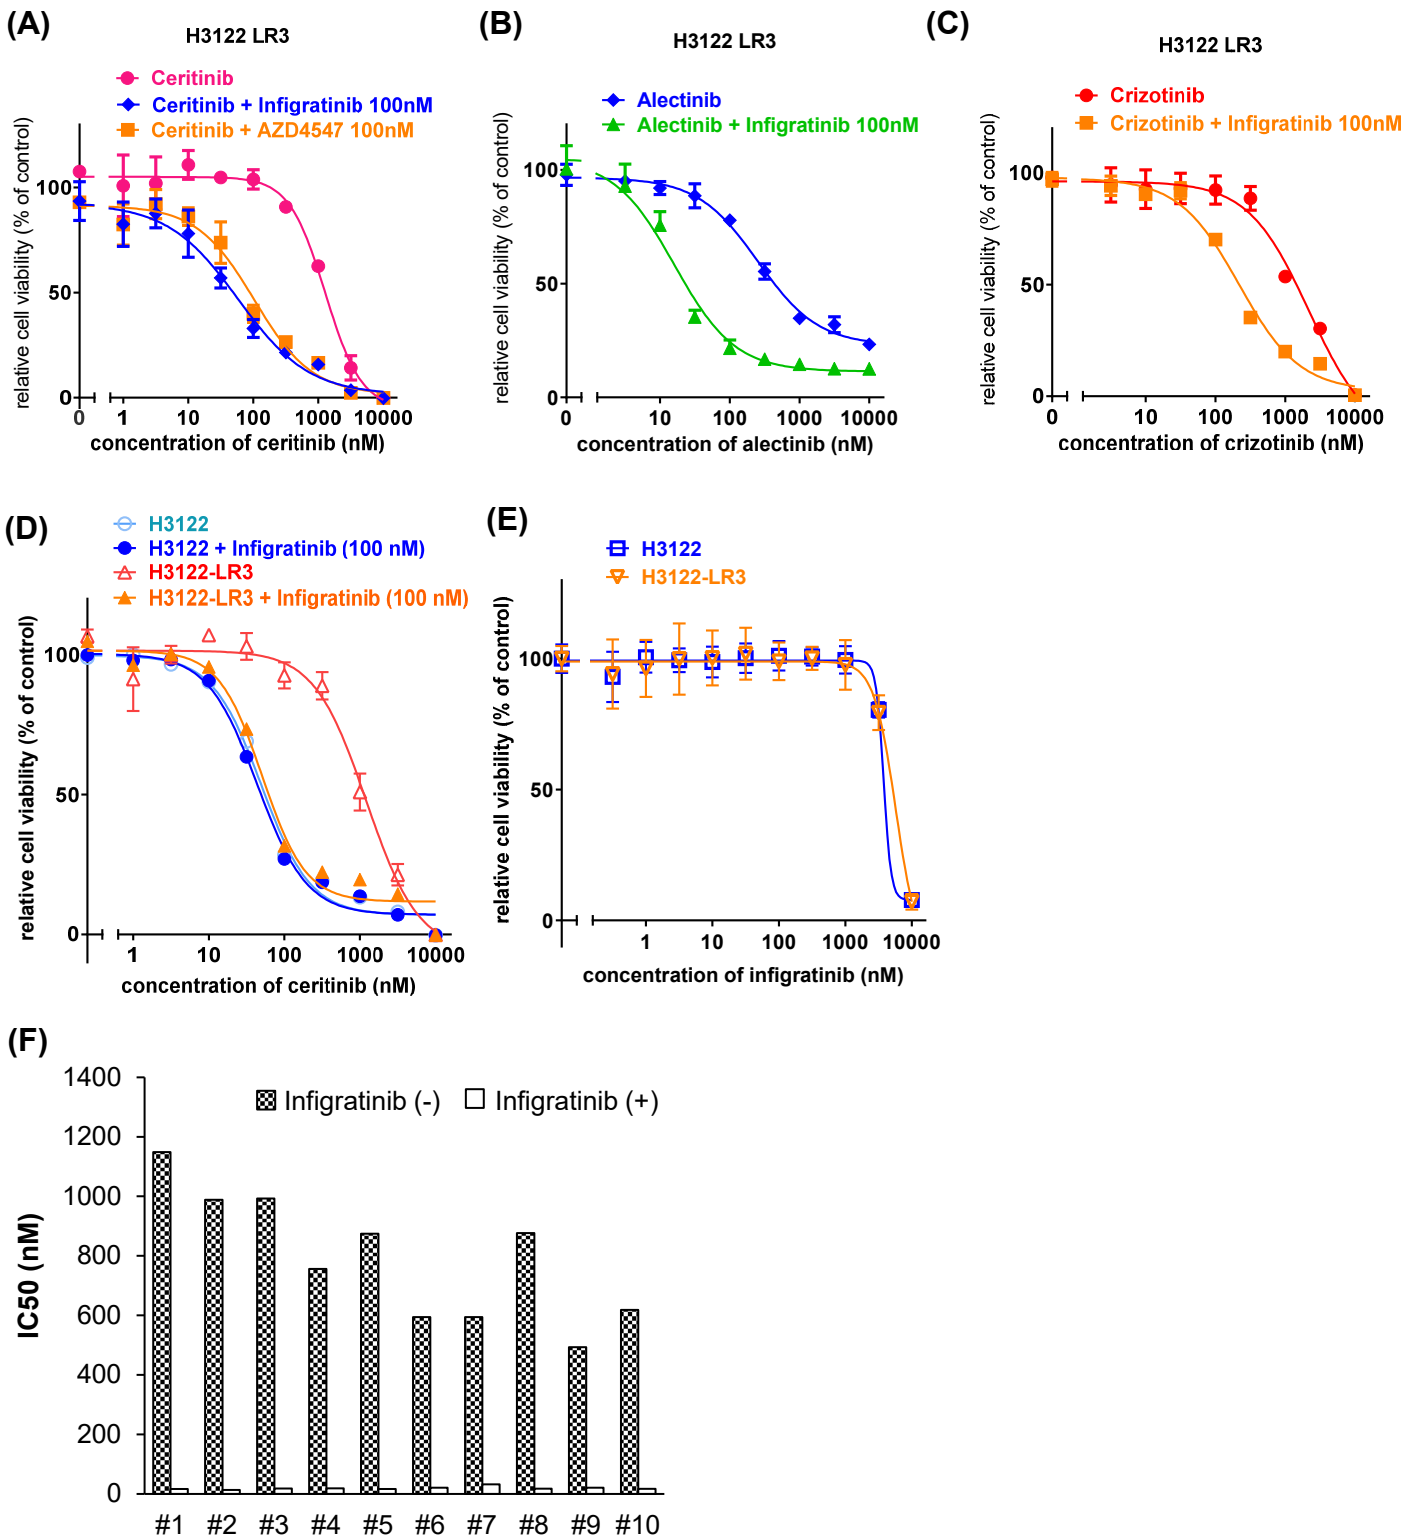 (A)
H3122 LR3
Ceritinib
Ceritinib + Infigratinib 100nM
Ceritinib + AZD4547 100nM
relative cell viability (% of control)
100
50
0
0 1 10 100 1000 10000
concentration of ceritinib (nM)
(B)
H3122 LR3
Alectinib
Alectinib + Infigratinib 100nM
relative cell viability (% of control)
100
50
0
0 10 100 1000 10000
concentration of alectinib (nM)
(C)
H3122 LR3
Crizotinib
Crizotinib + Infigratinib 100nM
relative cell viability (% of control)
100
50
0
0 10 100 1000 10000
concentration of crizotinib (nM)
(D)
H3122
H3122 + Infigratinib (100 nM)
H3122-LR3
H3122-LR3 + Infigratinib (100 nM)
relative cell viability (% of control)
100
50
0
1 10 100 1000 10000
concentration of ceritinib (nM)
(E)
H3122
H3122-LR3
relative cell viability (% of control)
100
50
0
1 10 100 1000 10000
concentration of infigratinib (nM)
(F)
Infigratinib (-) Infigratinib (+)
IC50 (nM)
1400
1200
1000
800
600
400
200
0
#1 #2 #3 #4 #5 #6 #7 #8 #9 #10